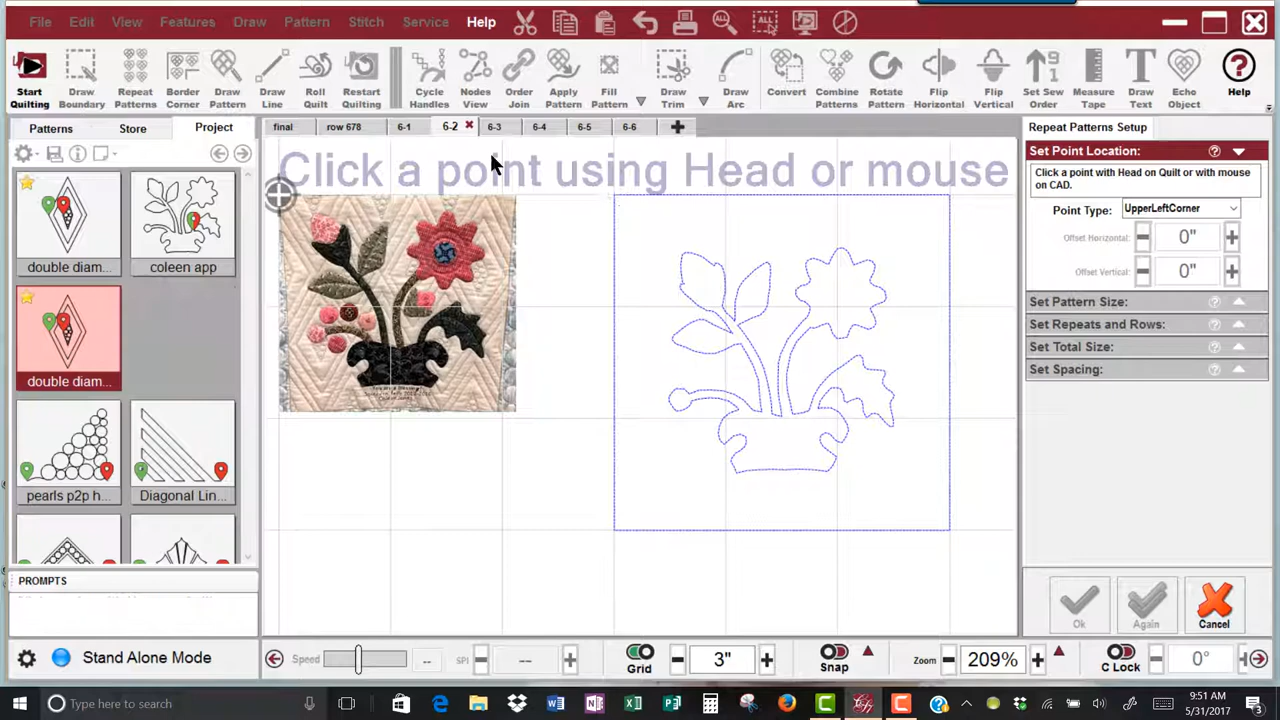 File Edit View Features Draw Pattern Stitch Service Help
ALL ALL
Start Quilting
Draw Boundary
Repeat Patterns
Border Corner
Draw Pattern
Draw Line
Roll Quilt
Restart Quilting
Cycle Handles
Nodes View
Order Join
Apply Pattern
Fill Pattern
Draw Trim
Draw Arc
Convert
Combine Patterns
Rotate Pattern
Flip Horizontal
Flip Vertical
Set Sew Order
Measure Tape
Draw Text
Echo Object
Help
Patterns Store Project
final row 678 6-1 6-2 6-3 6-4 6-5 6-6
Click a point using Head or mouse
double diam...
coleen app
double diam...
pearls p2p h...
Diagonal Lin...
PROMPTS
Repeat Patterns Setup
Set Point Location:
Click a point with Head on Quilt or with mouse
on CAD.
Point Type: UpperLeftCorner
Offset Horizontal: 0"
Offset Vertical: 0"
Set Pattern Size:
Set Repeats and Rows:
Set Total Size:
Set Spacing:
Ok Again Cancel
Stand Alone Mode
Speed -- SPI --
Grid 3" Snap Zoom 209% C Lock 0°
Type here to search
9:51 AM
5/31/2017